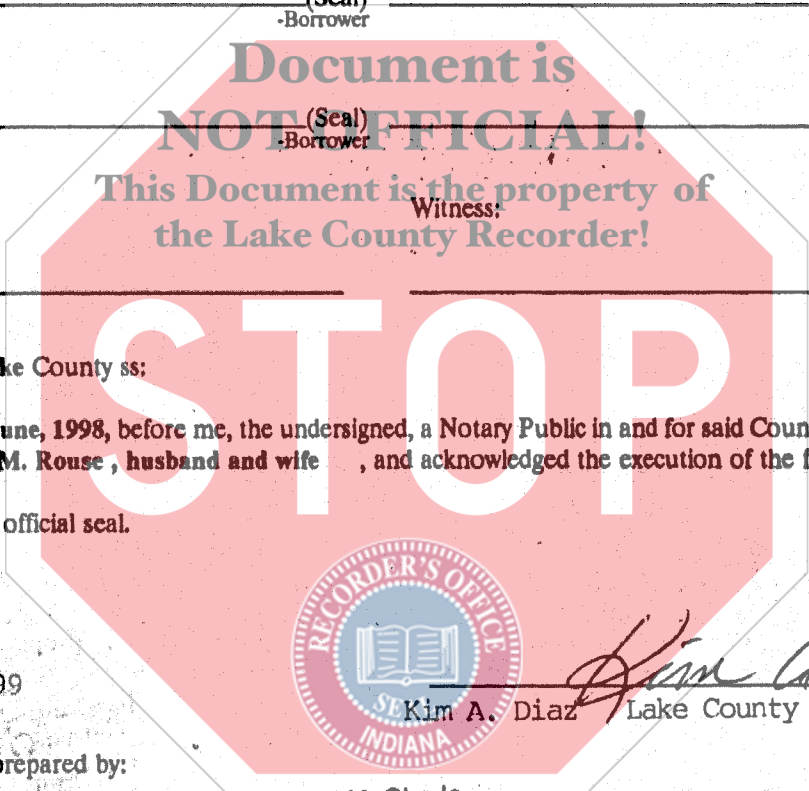 (Seal)
-Borrower
Document is
NOT OFFICIAL!
(Seal)
-Borrower
This Document is the property of
Witness:
the Lake County Recorder!
STOP
ke County ss:
une, 1998, before me, the undersigned, a Notary Public in and for said Coun
M. Rouse , husband and wife , and acknowledged the execution of the f
official seal.
RECORDER'S OFFICE
SEAL
INDIANA
99
Kim A. Diaz Lake County
repared by: